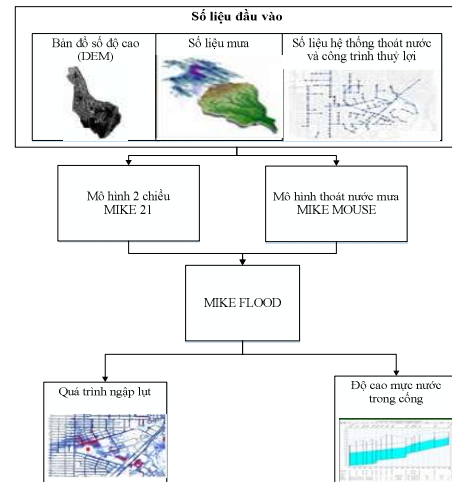 Số liệu đầu vào
Bản đồ số độ cao
(DEM)
Số liệu mưa
Số liệu hệ thống thoát nước
và công trình thuỷ lợi
Mô hình 2 chiều
MIKE 21
Mô hình thoát nước mưa
MIKE MOUSE
MIKE FLOOD
Quá trình ngập lụt
Độ cao mực nước
trong cống